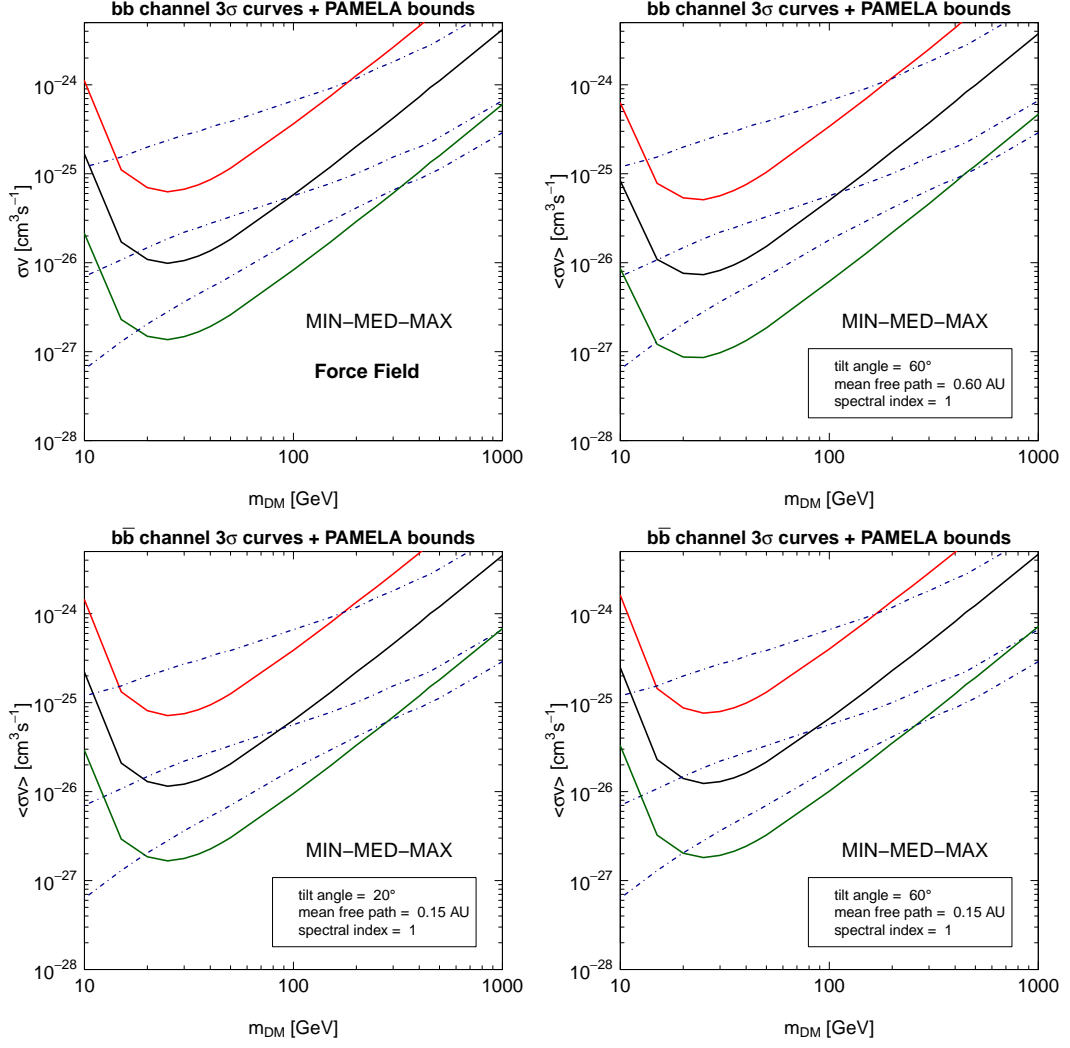 bb channel 3σ curves + PAMELA bounds
10⁻²⁴
10⁻²⁵
10⁻²⁶
10⁻²⁷
10⁻²⁸
σv [cm³s⁻¹]
MIN−MED−MAX
Force Field
10
100
1000
m_DM [GeV]
bb channel 3σ curves + PAMELA bounds
10⁻²⁴
10⁻²⁵
10⁻²⁶
10⁻²⁷
10⁻²⁸
<σv> [cm³s⁻¹]
MIN−MED−MAX
tilt angle = 60°
mean free path = 0.60 AU
spectral index = 1
10
100
1000
m_DM [GeV]
bb̅ channel 3σ curves + PAMELA bounds
10⁻²⁴
10⁻²⁵
10⁻²⁶
10⁻²⁷
10⁻²⁸
<σv> [cm³s⁻¹]
MIN−MED−MAX
tilt angle = 20°
mean free path = 0.15 AU
spectral index = 1
10
100
1000
m_DM [GeV]
bb̅ channel 3σ curves + PAMELA bounds
10⁻²⁴
10⁻²⁵
10⁻²⁶
10⁻²⁷
10⁻²⁸
<σv> [cm³s⁻¹]
MIN−MED−MAX
tilt angle = 60°
mean free path = 0.15 AU
spectral index = 1
10
100
1000
m_DM [GeV]